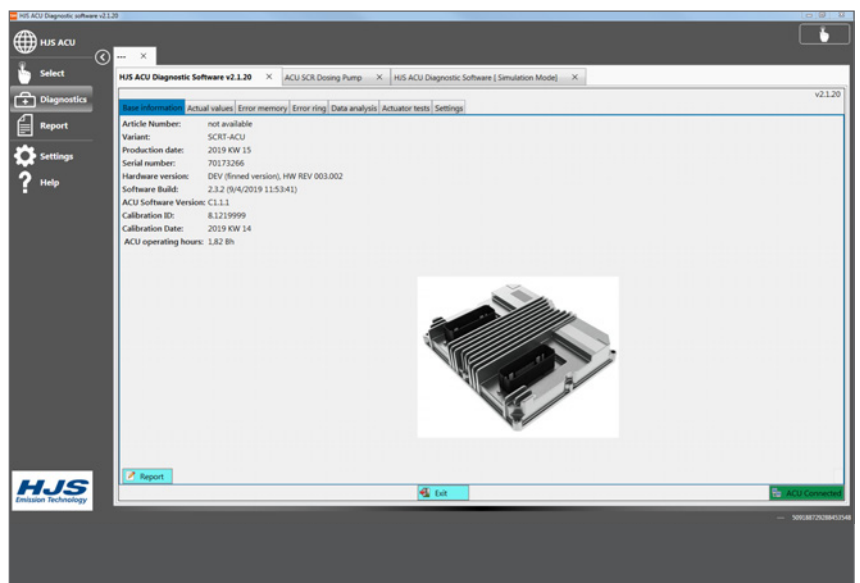 HJS ACU Diagnostic software v2.1.20
HJS ACU
Select
Diagnostics
Report
Settings
Help
--- ×
HJS ACU Diagnostic Software v2.1.20 × ACU SCR Dosing Pump × HJS ACU Diagnostic Software [ Simulation Mode] ×
v2.1.20
Base information Actual values Error memory Error ring Data analysis Actuator tests Settings
Article Number: not available
Variant: SCRT-ACU
Production date: 2019 KW 15
Serial number: 70173266
Hardware version: DEV (finned version), HW REV 003.002
Software Build: 2.3.2 (9/4/2019 11:53:41)
ACU Software Version: C1.1.1
Calibration ID: 8.1219999
Calibration Date: 2019 KW 14
ACU operating hours: 1,82 Bh
Report
Exit
ACU Connected
HJS
Emission Technology